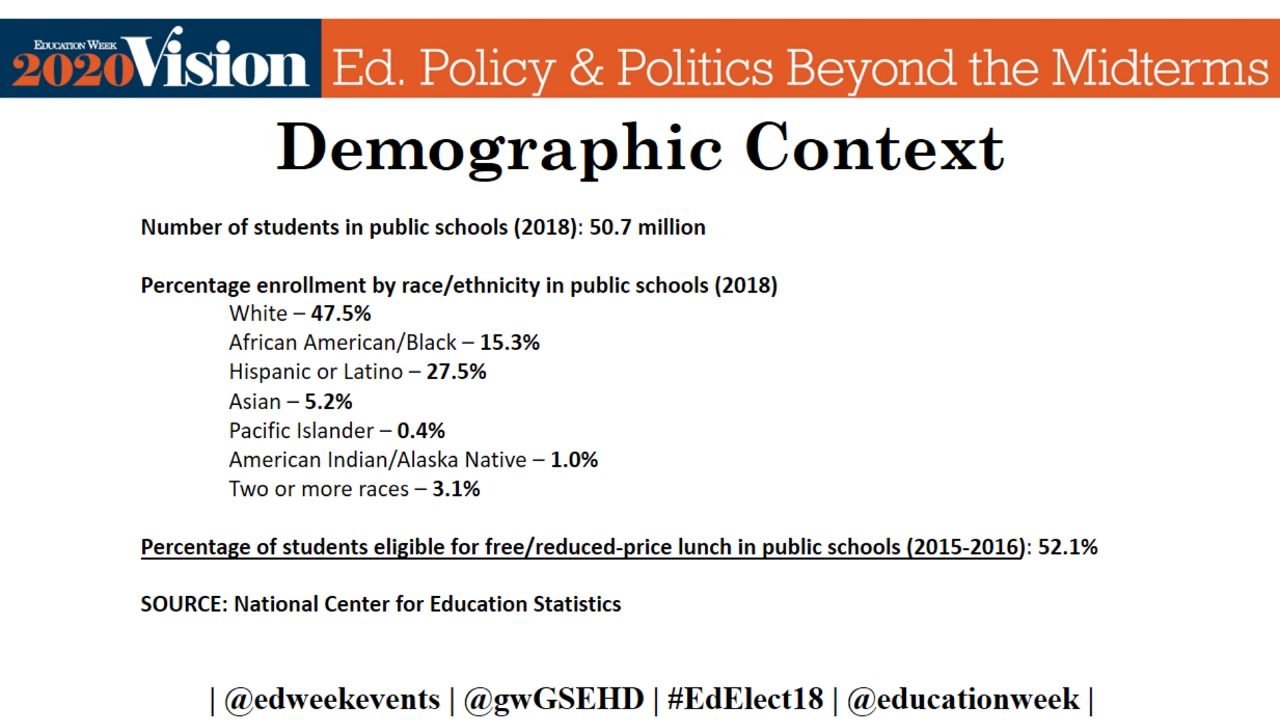 EDUCATION WEEK
2020Vision
Ed. Policy & Politics Beyond the Midterms
Demographic Context
Number of students in public schools (2018): 50.7 million
Percentage enrollment by race/ethnicity in public schools (2018)
White – 47.5%
African American/Black – 15.3%
Hispanic or Latino – 27.5%
Asian – 5.2%
Pacific Islander – 0.4%
American Indian/Alaska Native – 1.0%
Two or more races – 3.1%
Percentage of students eligible for free/reduced-price lunch in public schools (2015-2016): 52.1%
SOURCE: National Center for Education Statistics
| @edweekevents | @gwGSEHD | #EdElect18 | @educationweek |